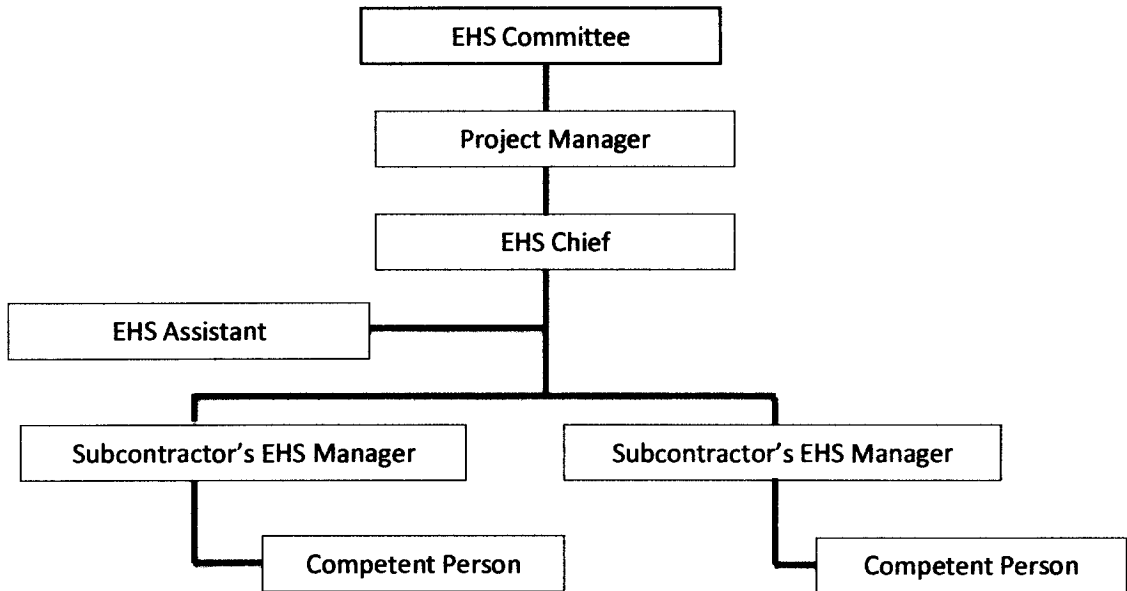 EHS Committee
Project Manager
EHS Chief
EHS Assistant
Subcontractor’s EHS Manager
Subcontractor’s EHS Manager
Competent Person
Competent Person